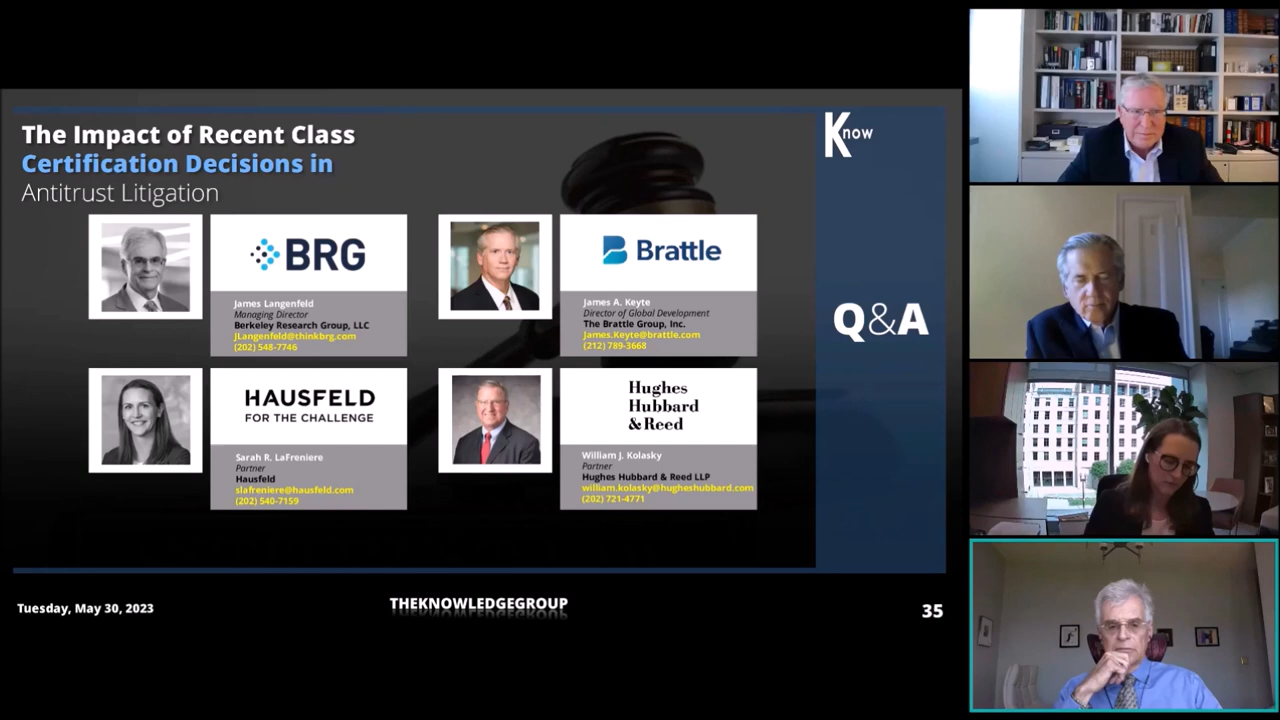 The Impact of Recent Class
Certification Decisions in
Antitrust Litigation
Know
BRG
James Langenfeld
Managing Director
Berkeley Research Group, LLC
JLangenfeld@thinkbrg.com
(202) 548-7746
Brattle
James A. Keyte
Director of Global Development
The Brattle Group, Inc.
James.Keyte@brattle.com
(212) 789-3668
Q&A
HAUSFELD
FOR THE CHALLENGE
Sarah R. LaFreniere
Partner
Hausfeld
slafreniere@hausfeld.com
(202) 540-7159
Hughes
Hubbard
&Reed
William J. Kolasky
Partner
Hughes Hubbard & Reed LLP
william.kolasky@hugheshubbard.com
(202) 721-4771
Tuesday, May 30, 2023
THEKNOWLEDGEGROUP
35